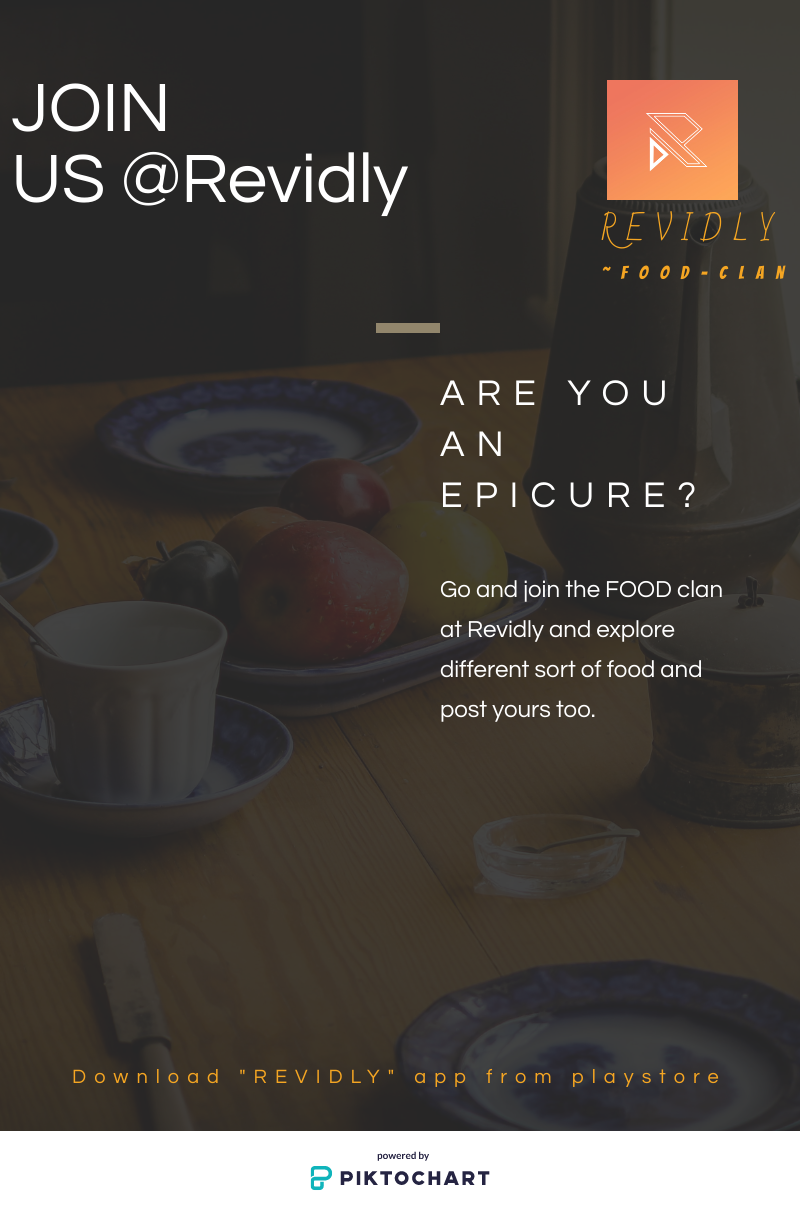 JOIN
US @Revidly
REVIDLY
~FOOD-CLAN
ARE YOU
AN
EPICURE?
Go and join the FOOD clan
at Revidly and explore
different sort of food and
post yours too.
Download "REVIDLY" app from playstore
powered by
PIKTOCHART